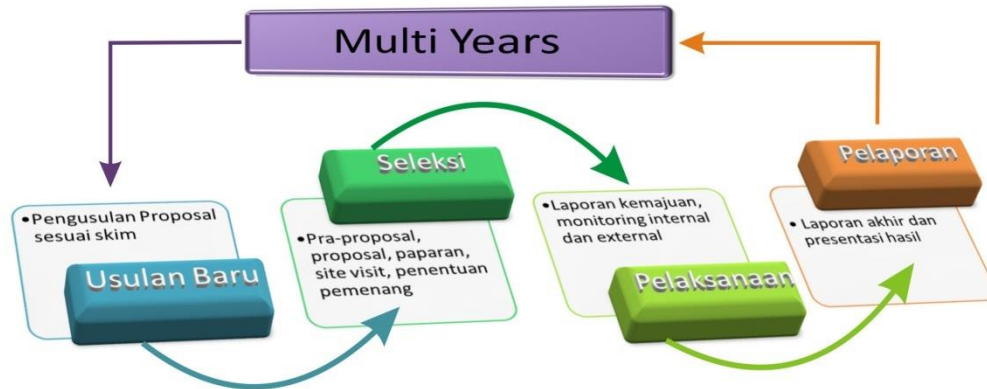 Multi Years
•Pengusulan Proposal
sesuai skim
Usulan Baru
Seleksi
•Pra-proposal,
proposal, paparan,
site visit, penentuan
pemenang
•Laporan kemajuan,
monitoring internal
dan external
Pelaksanaan
Pelaporan
• Laporan akhir dan
presentasi hasil